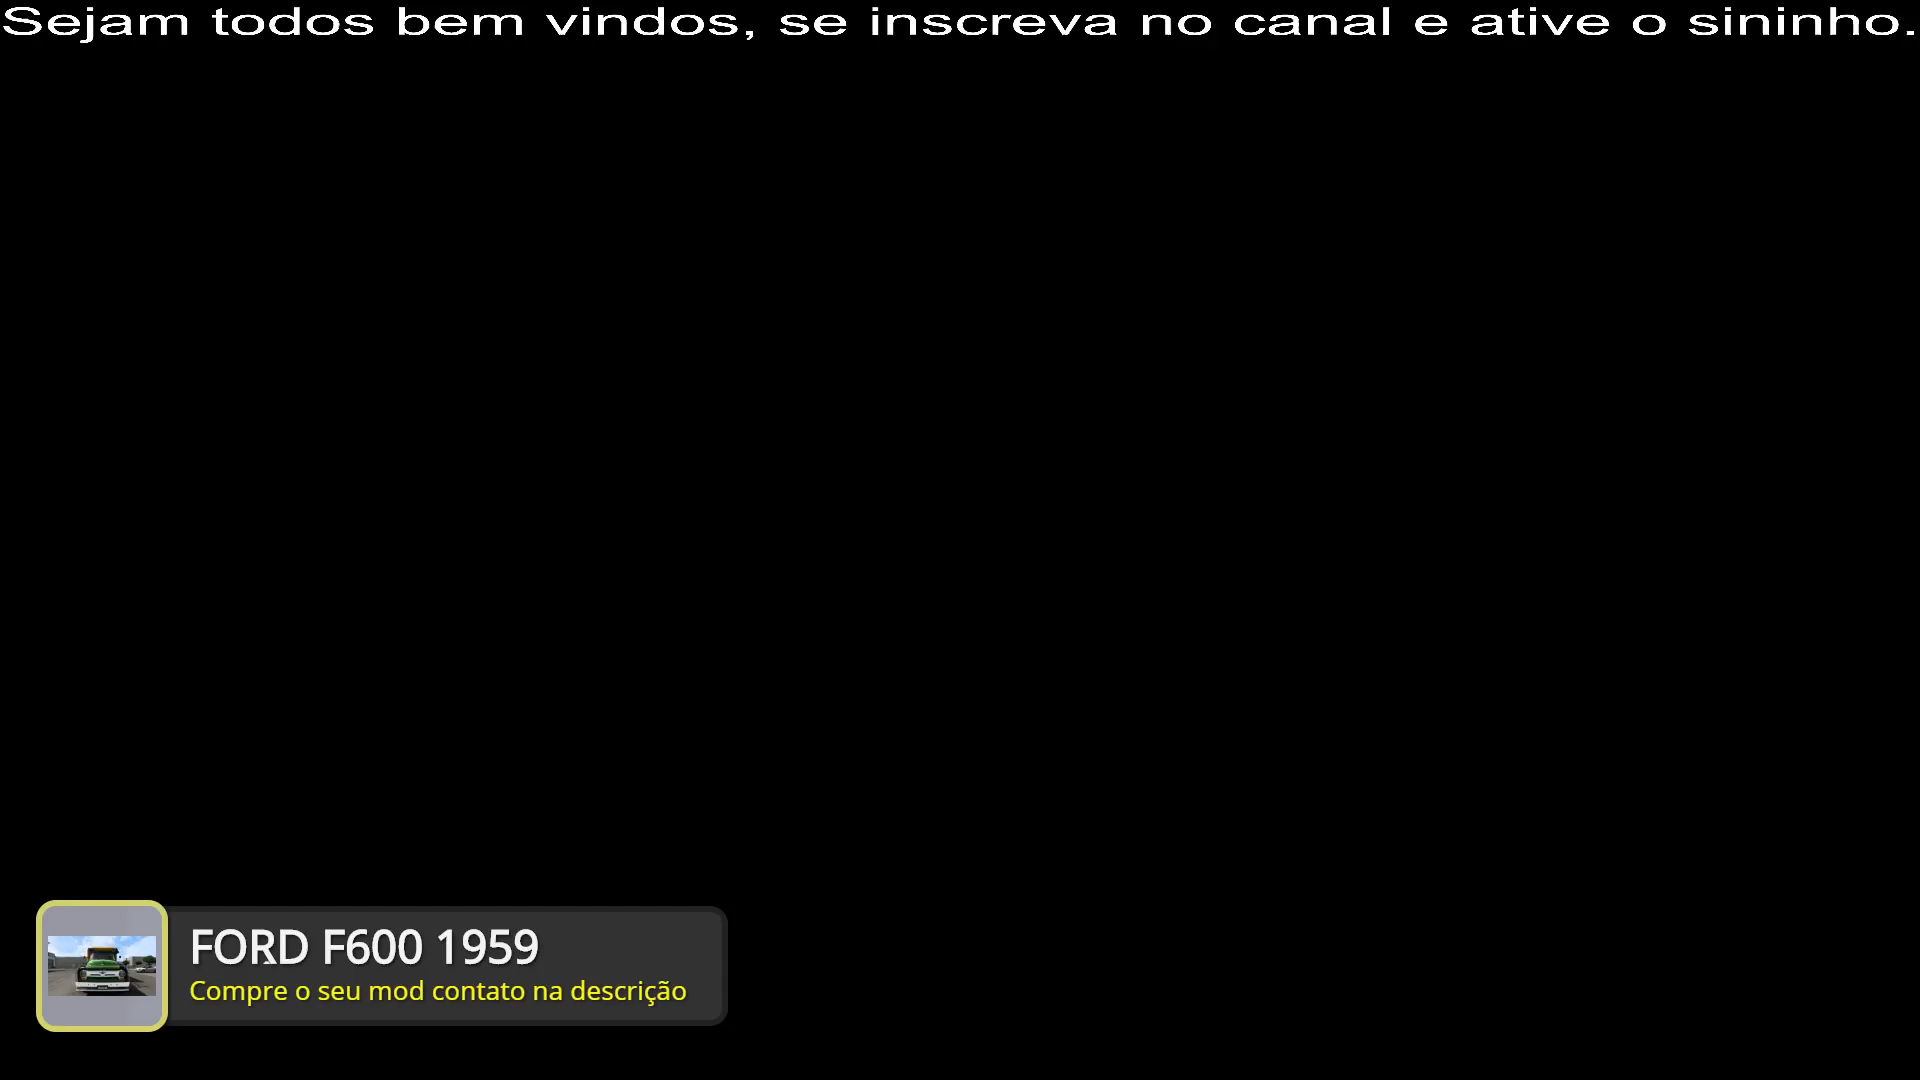 Sejam todos bem vindos, se inscreva no canal e ative o sininho.
FORD F600 1959
Compre o seu mod contato na descrição